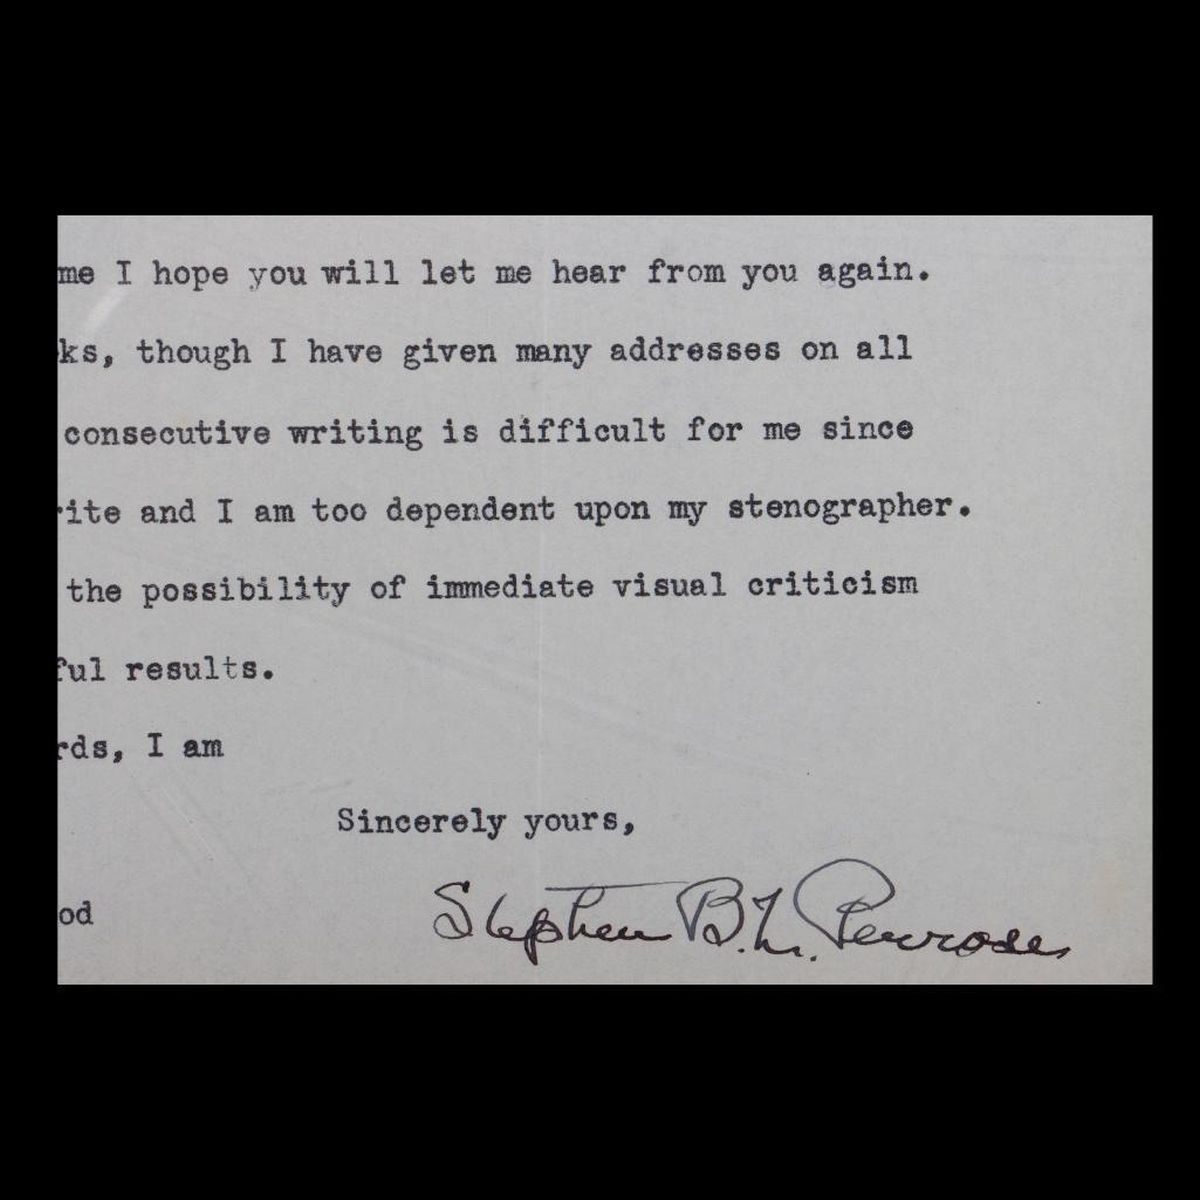 me I hope you will let me hear from you again.
ks, though I have given many addresses on all
consecutive writing is difficult for me since
rite and I am too dependent upon my stenographer.
the possibility of immediate visual criticism
ful results.
rds, I am
Sincerely yours,
od
Stephen B. L. Penrose